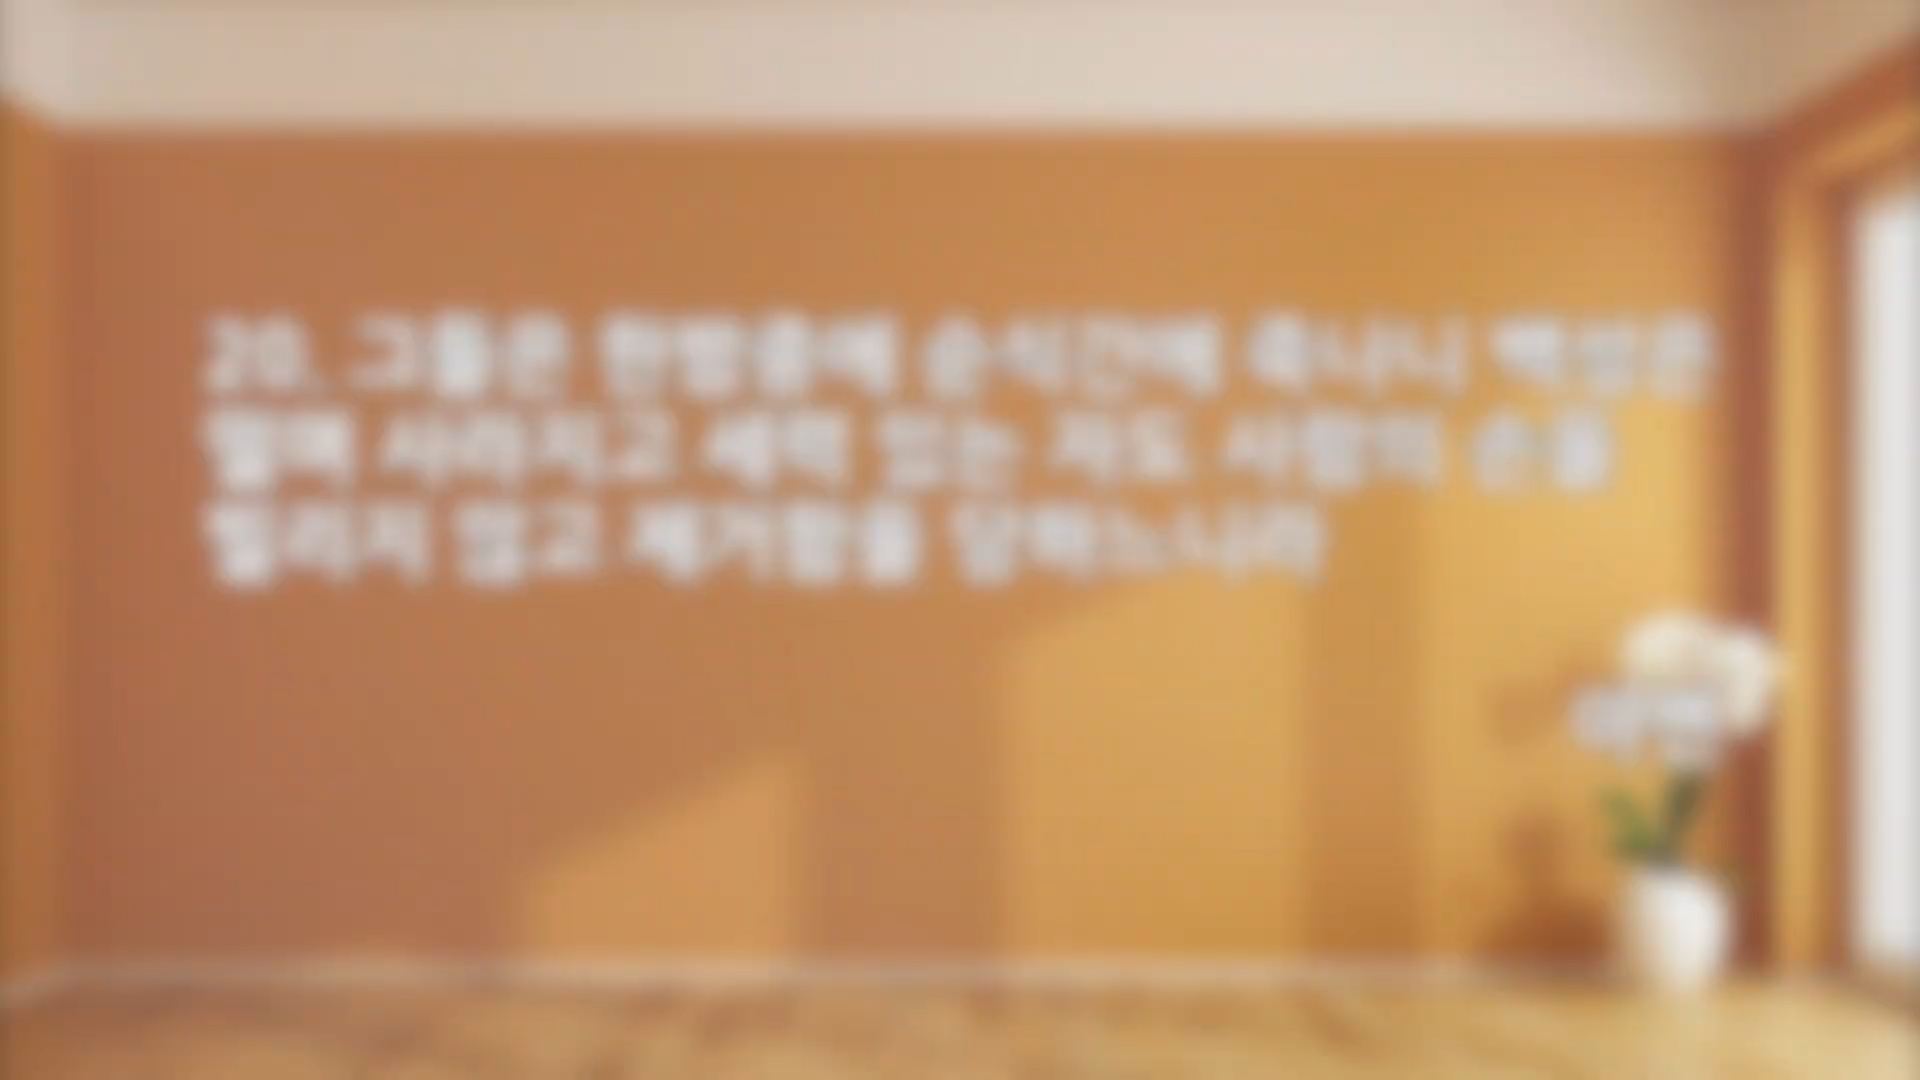 20. 그들은 한밤중에 순식간에 죽나니 백성은
떨며 사라지고 세력 있는 자도 사람의 손을
빌리지 않고 제거함을 당하느니라